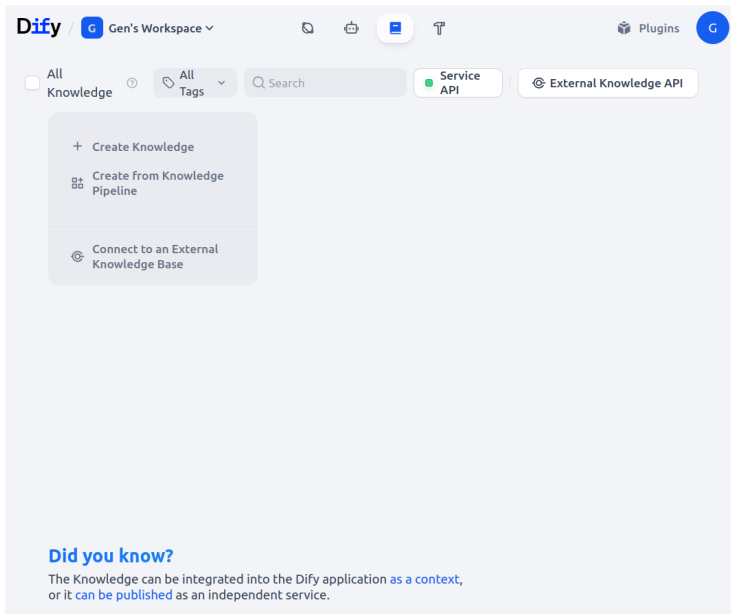 Dify / G Gen's Workspace
Plugins
G
All
Knowledge
All
Tags
Search
Service
API
External Knowledge API
Create Knowledge
Create from Knowledge
Pipeline
Connect to an External
Knowledge Base
Did you know?
The Knowledge can be integrated into the Dify application as a context,
or it can be published as an independent service.